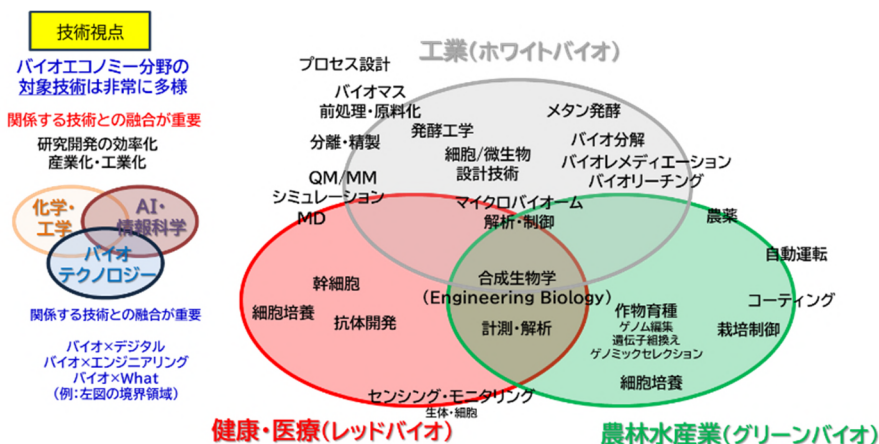 技術視点
バイオエコノミー分野の
対象技術は非常に多様
関係する技術との融合が重要
研究開発の効率化
産業化・工業化
化学・
工学
AI・
情報科学
バイオ
テクノロジー
関係する技術との融合が重要
バイオ×デジタル
バイオ×エンジニアリング
バイオ×What
（例：左図の境界領域）
工業（ホワイトバイオ）
プロセス設計
バイオマス
前処理・原料化
分離・精製
発酵工学
メタン発酵
細胞/微生物
設計技術
バイオ分解
バイオレメディエーション
バイオリーチング
QM/MM
シミュレーション
MD
マイクロバイオーム
解析・制御
農薬
自動運転
コーティング
栽培制御
幹細胞
細胞培養
抗体開発
合成生物学
（Engineering Biology）
計測・解析
作物育種
ゲノム編集
遺伝子組換え
ゲノミックセレクション
細胞培養
センシング・モニタリング
生体・細胞
健康・医療（レッドバイオ）
農林水産業（グリーンバイオ）